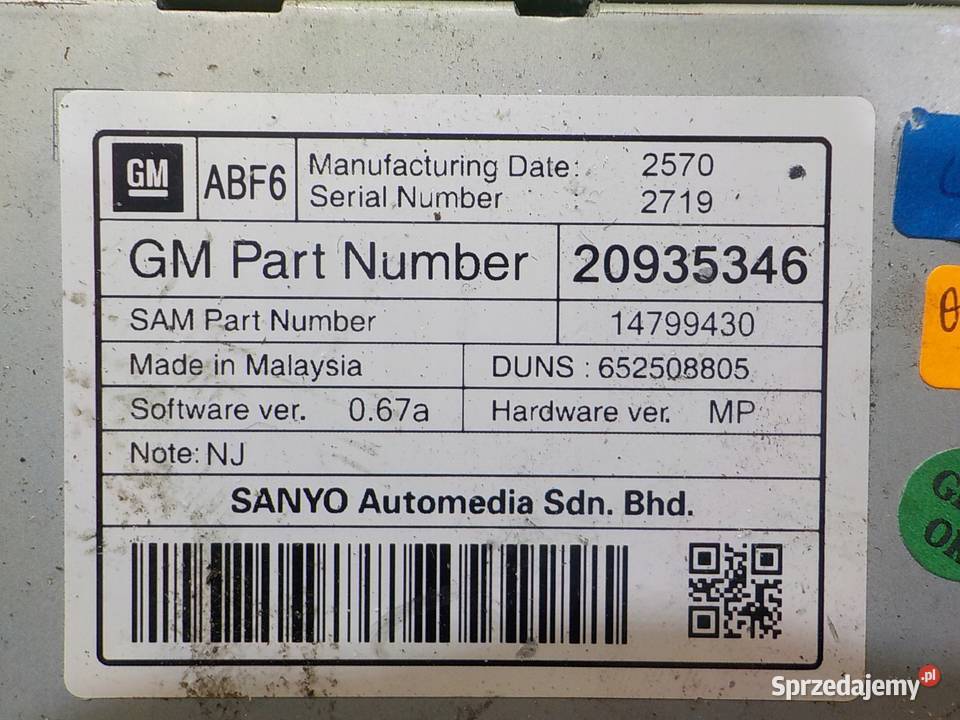 GM ABF6 Manufacturing Date: 2570
Serial Number 2719
GM Part Number 20935346
SAM Part Number 14799430
Made in Malaysia DUNS : 652508805
Software ver. 0.67a Hardware ver. MP
Note: NJ
SANYO Automedia Sdn. Bhd.
Sprzedajemy.pl